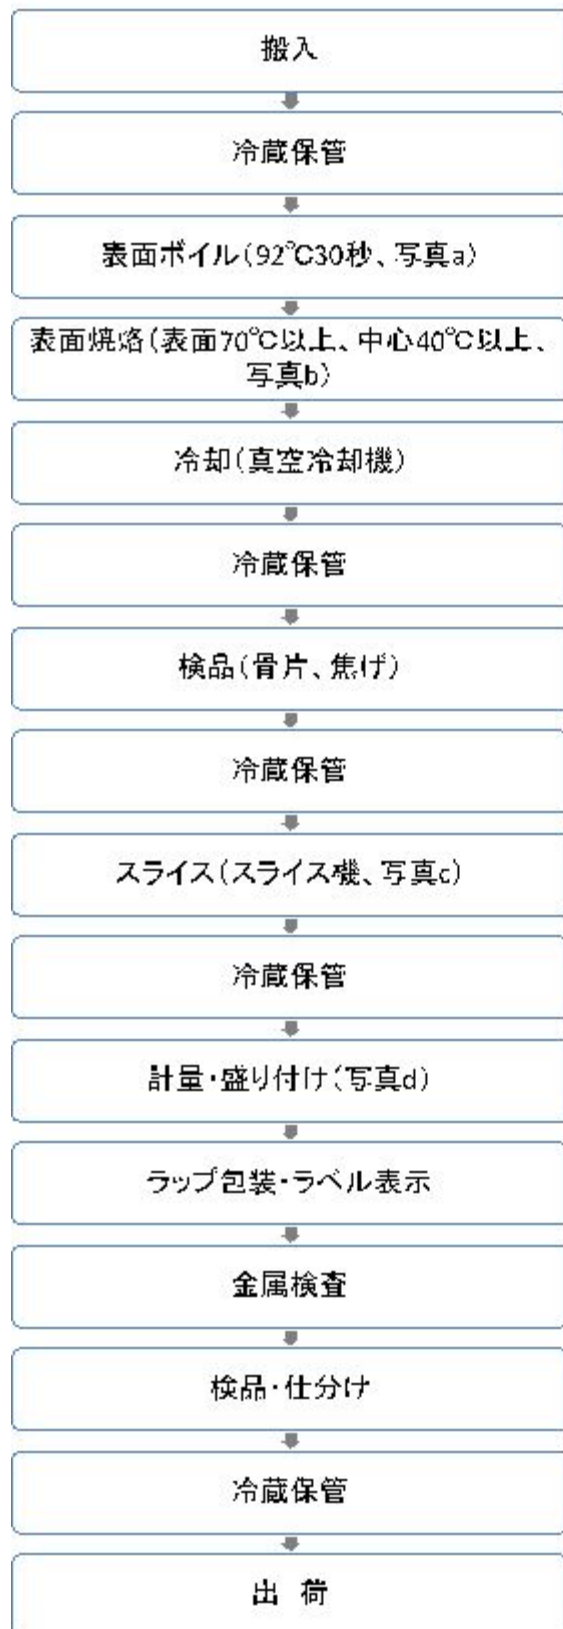 搬入
冷蔵保管
表面ボイル(92℃30秒、写真a)
表面焼烙(表面70℃以上、中心40℃以上、
写真b)
冷却(真空冷却機)
冷蔵保管
検品(骨片、焦げ)
冷蔵保管
スライス(スライス機、写真c)
冷蔵保管
計量・盛り付け(写真d)
ラップ包装・ラベル表示
金属検査
検品・仕分け
冷蔵保管
出 荷